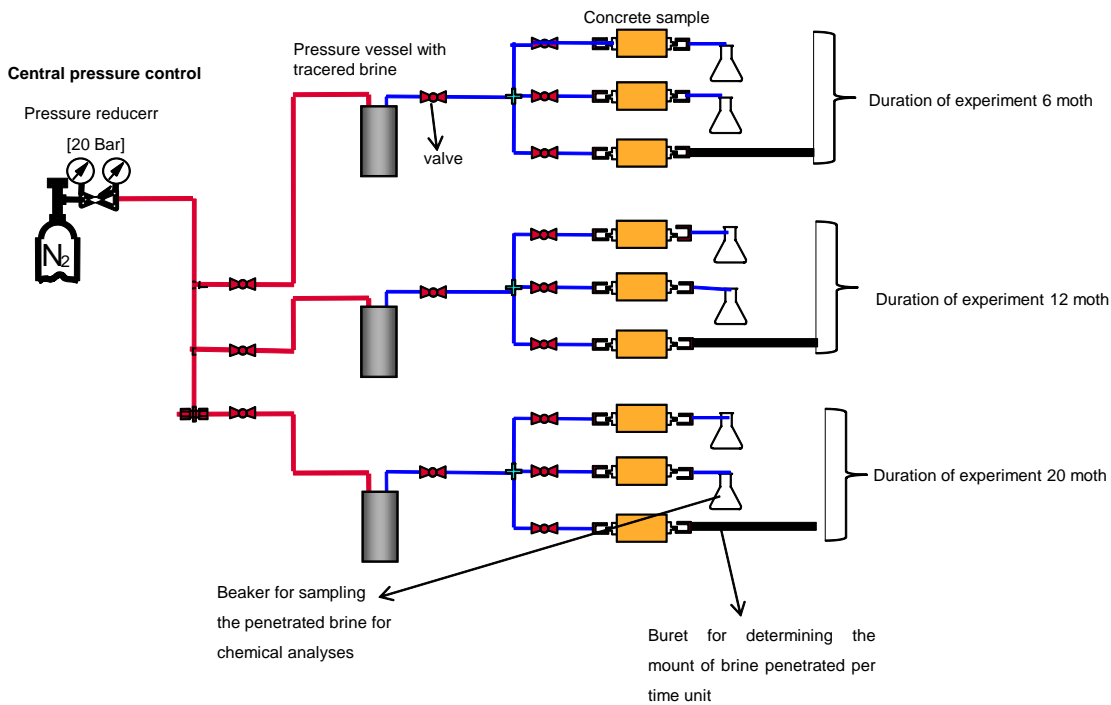 Concrete sample
Pressure vessel with
tracered brine
Central pressure control
Pressure reducerr
[20 Bar]
N2
valve
Duration of experiment 6 moth
Duration of experiment 12 moth
Duration of experiment 20 moth
Beaker for sampling
the penetrated brine for
chemical analyses
Buret for determining the
mount of brine penetrated per
time unit